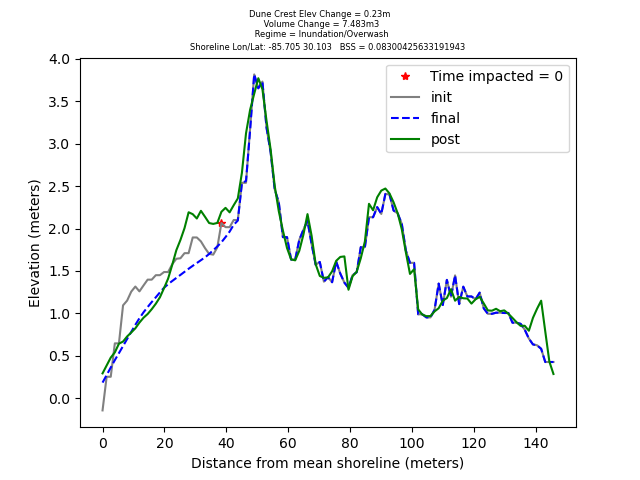 Dune Crest Elev Change = 0.23m
Volume Change = 7.483m3
Regime = Inundation/Overwash
Shoreline Lon/Lat: -85.705 30.103 BSS = 0.08300425633191943
Time impacted = 0
init
final
post
Elevation (meters)
4.0
3.5
3.0
2.5
2.0
1.5
1.0
0.5
0.0
0 20 40 60 80 100 120 140
Distance from mean shoreline (meters)